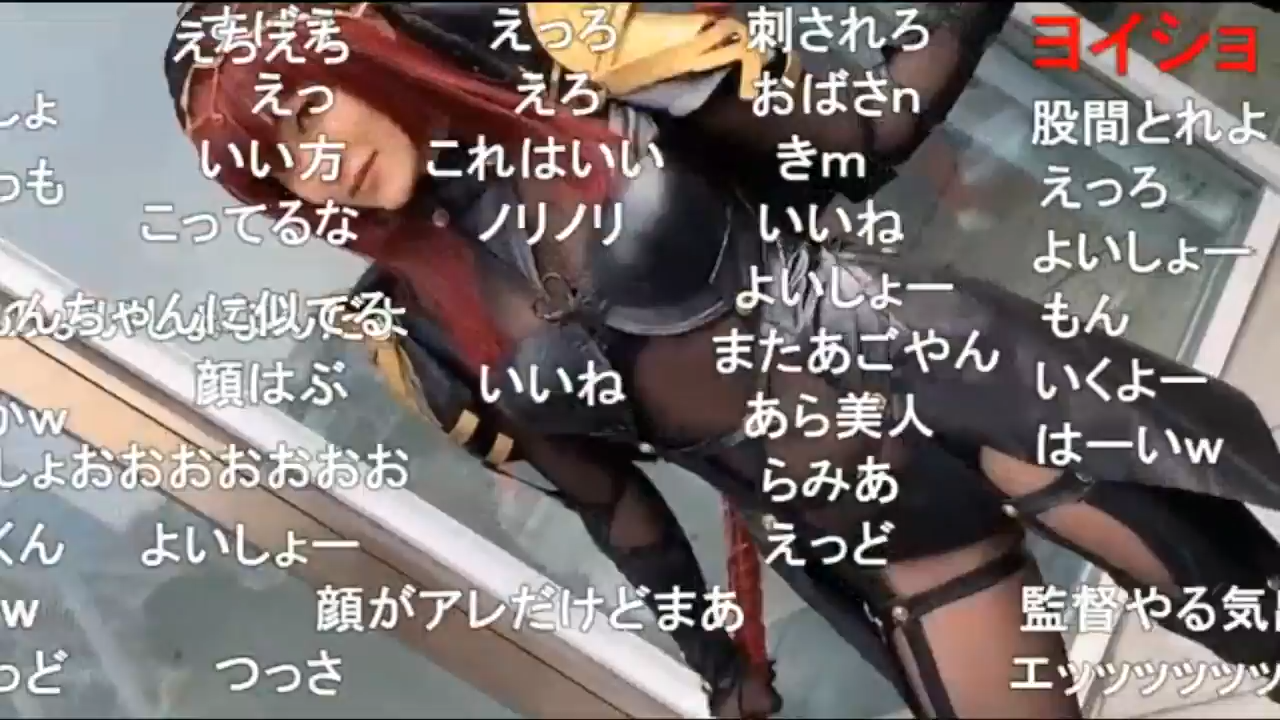 えちえち
えっろ
刺されろ
ヨイショ
しょ
えっ
えろ
おばさn
股間とれよ
いい方
これはいい
きm
つも
えっろ
こってるな
ノリノリ
いいね
よいしょー
よいしょー
んちゃんに似てる
もん
またあごやん
顔はぶ
いいね
いくよー
かw
あら美人
はーいw
しょおおおおおおお
らみあ
くん
よいしょー
えっど
w
顔がアレだけどまあ
監督やる気
っど
つっさ
エッッッッッッ